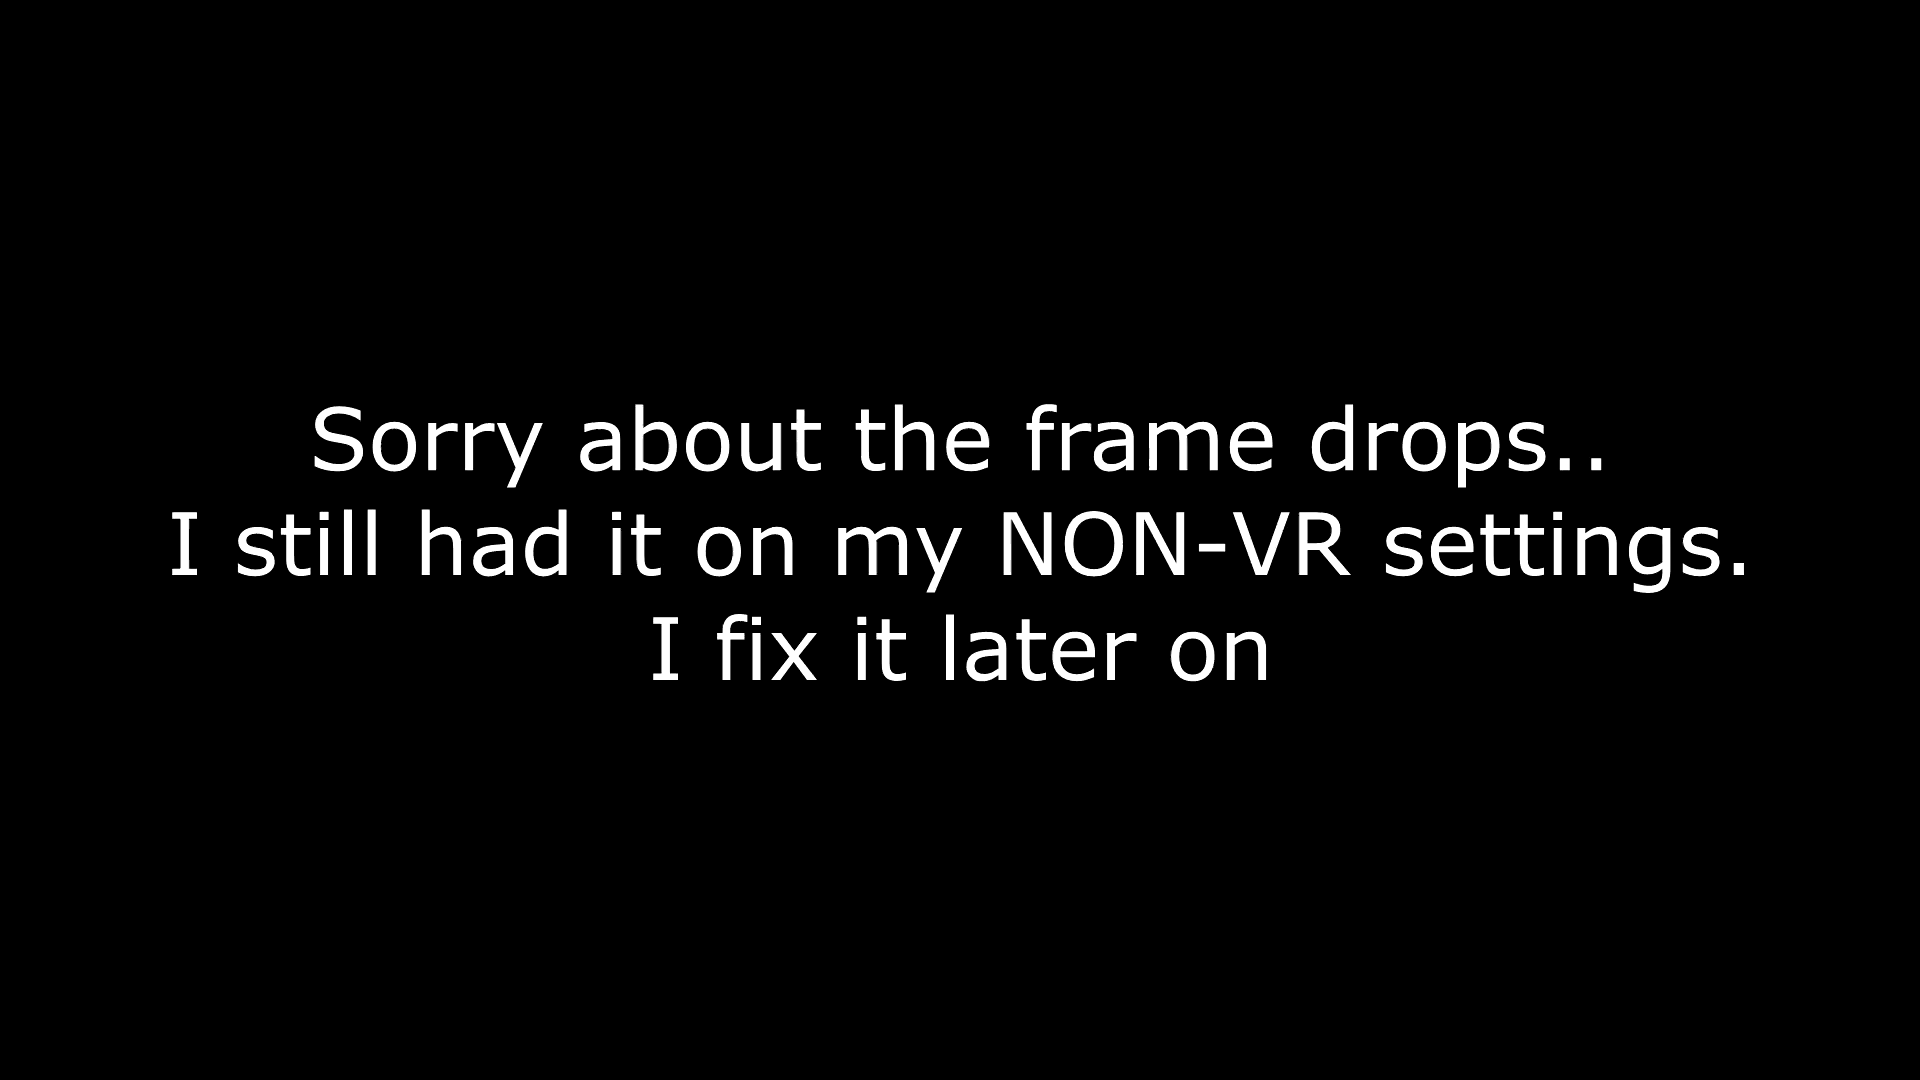 Sorry about the frame drops..
I still had it on my NON-VR settings.
I fix it later on